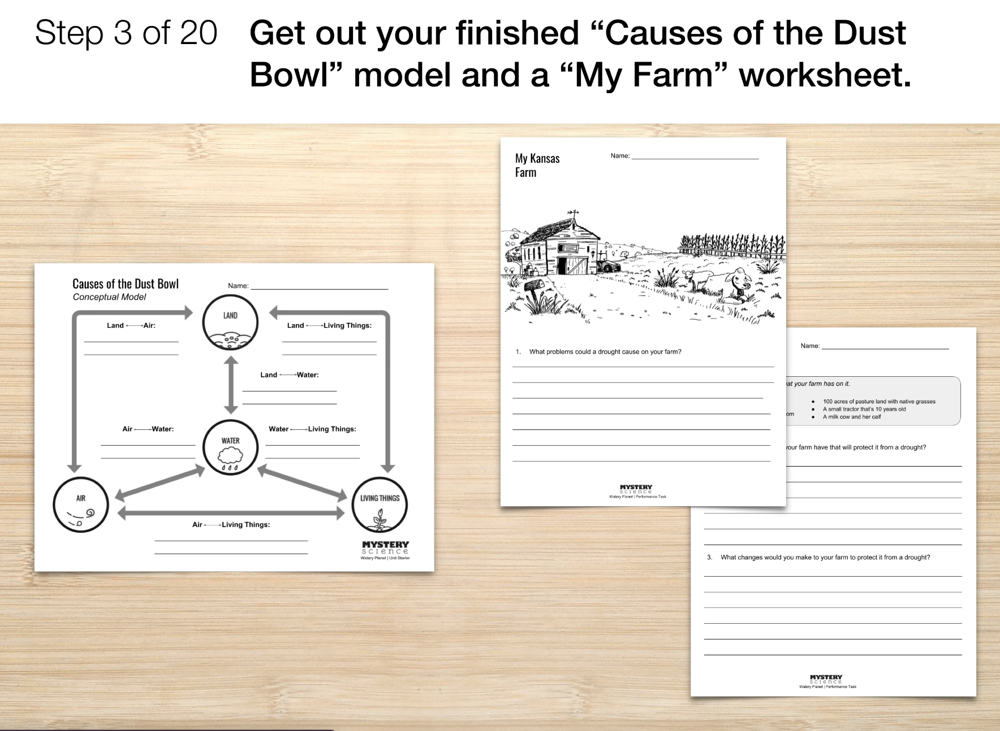 Step 3 of 20
Get out your finished “Causes of the Dust
Bowl” model and a “My Farm” worksheet.
Causes of the Dust Bowl
Conceptual Model
Name:
LAND
Land ⟷ Air:
Land ⟷ Living Things:
Land ⟷ Water:
Air ⟷ Water:
WATER
Water ⟷ Living Things:
AIR
LIVING THINGS
Air ⟷ Living Things:
MYSTERY
science
Watery Planet | Unit Starter
My Kansas
Farm
Name:
1. What problems could a drought cause on your farm?
MYSTERY
science
Watery Planet | Performance Task
Name:
your farm has on it.
• 100 acres of pasture land with native grasses
• A small tractor that's 10 years old
• A milk cow and her calf
your farm have that will protect it from a drought?
3. What changes would you make to your farm to protect it from a drought?
MYSTERY
science
Watery Planet | Performance Task